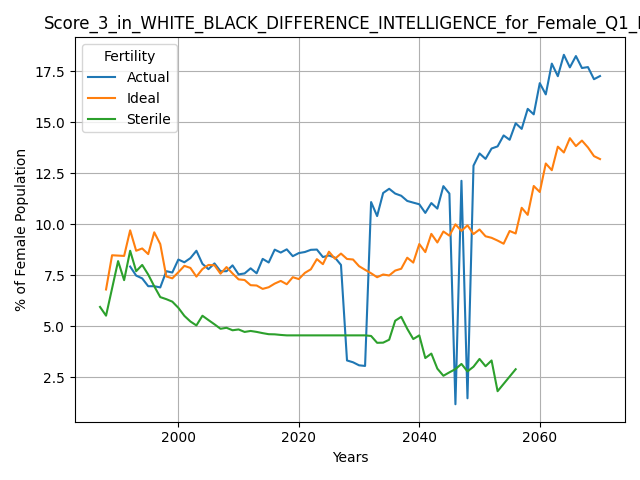 Score_3_in_WHITE_BLACK_DIFFERENCE_INTELLIGENCE_for_Female_Q1_
Fertility
Actual
Ideal
Sterile
% of Female Population
17.5
15.0
12.5
10.0
7.5
5.0
2.5
2000
2020
2040
2060
Years